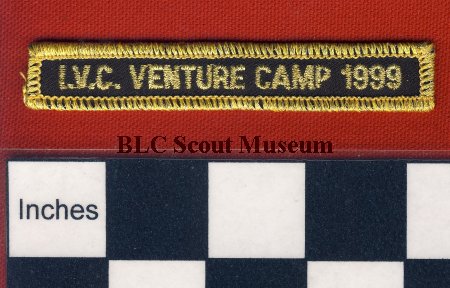 I.V.C. VENTURE CAMP 1999
BLC Scout Museum
Inches